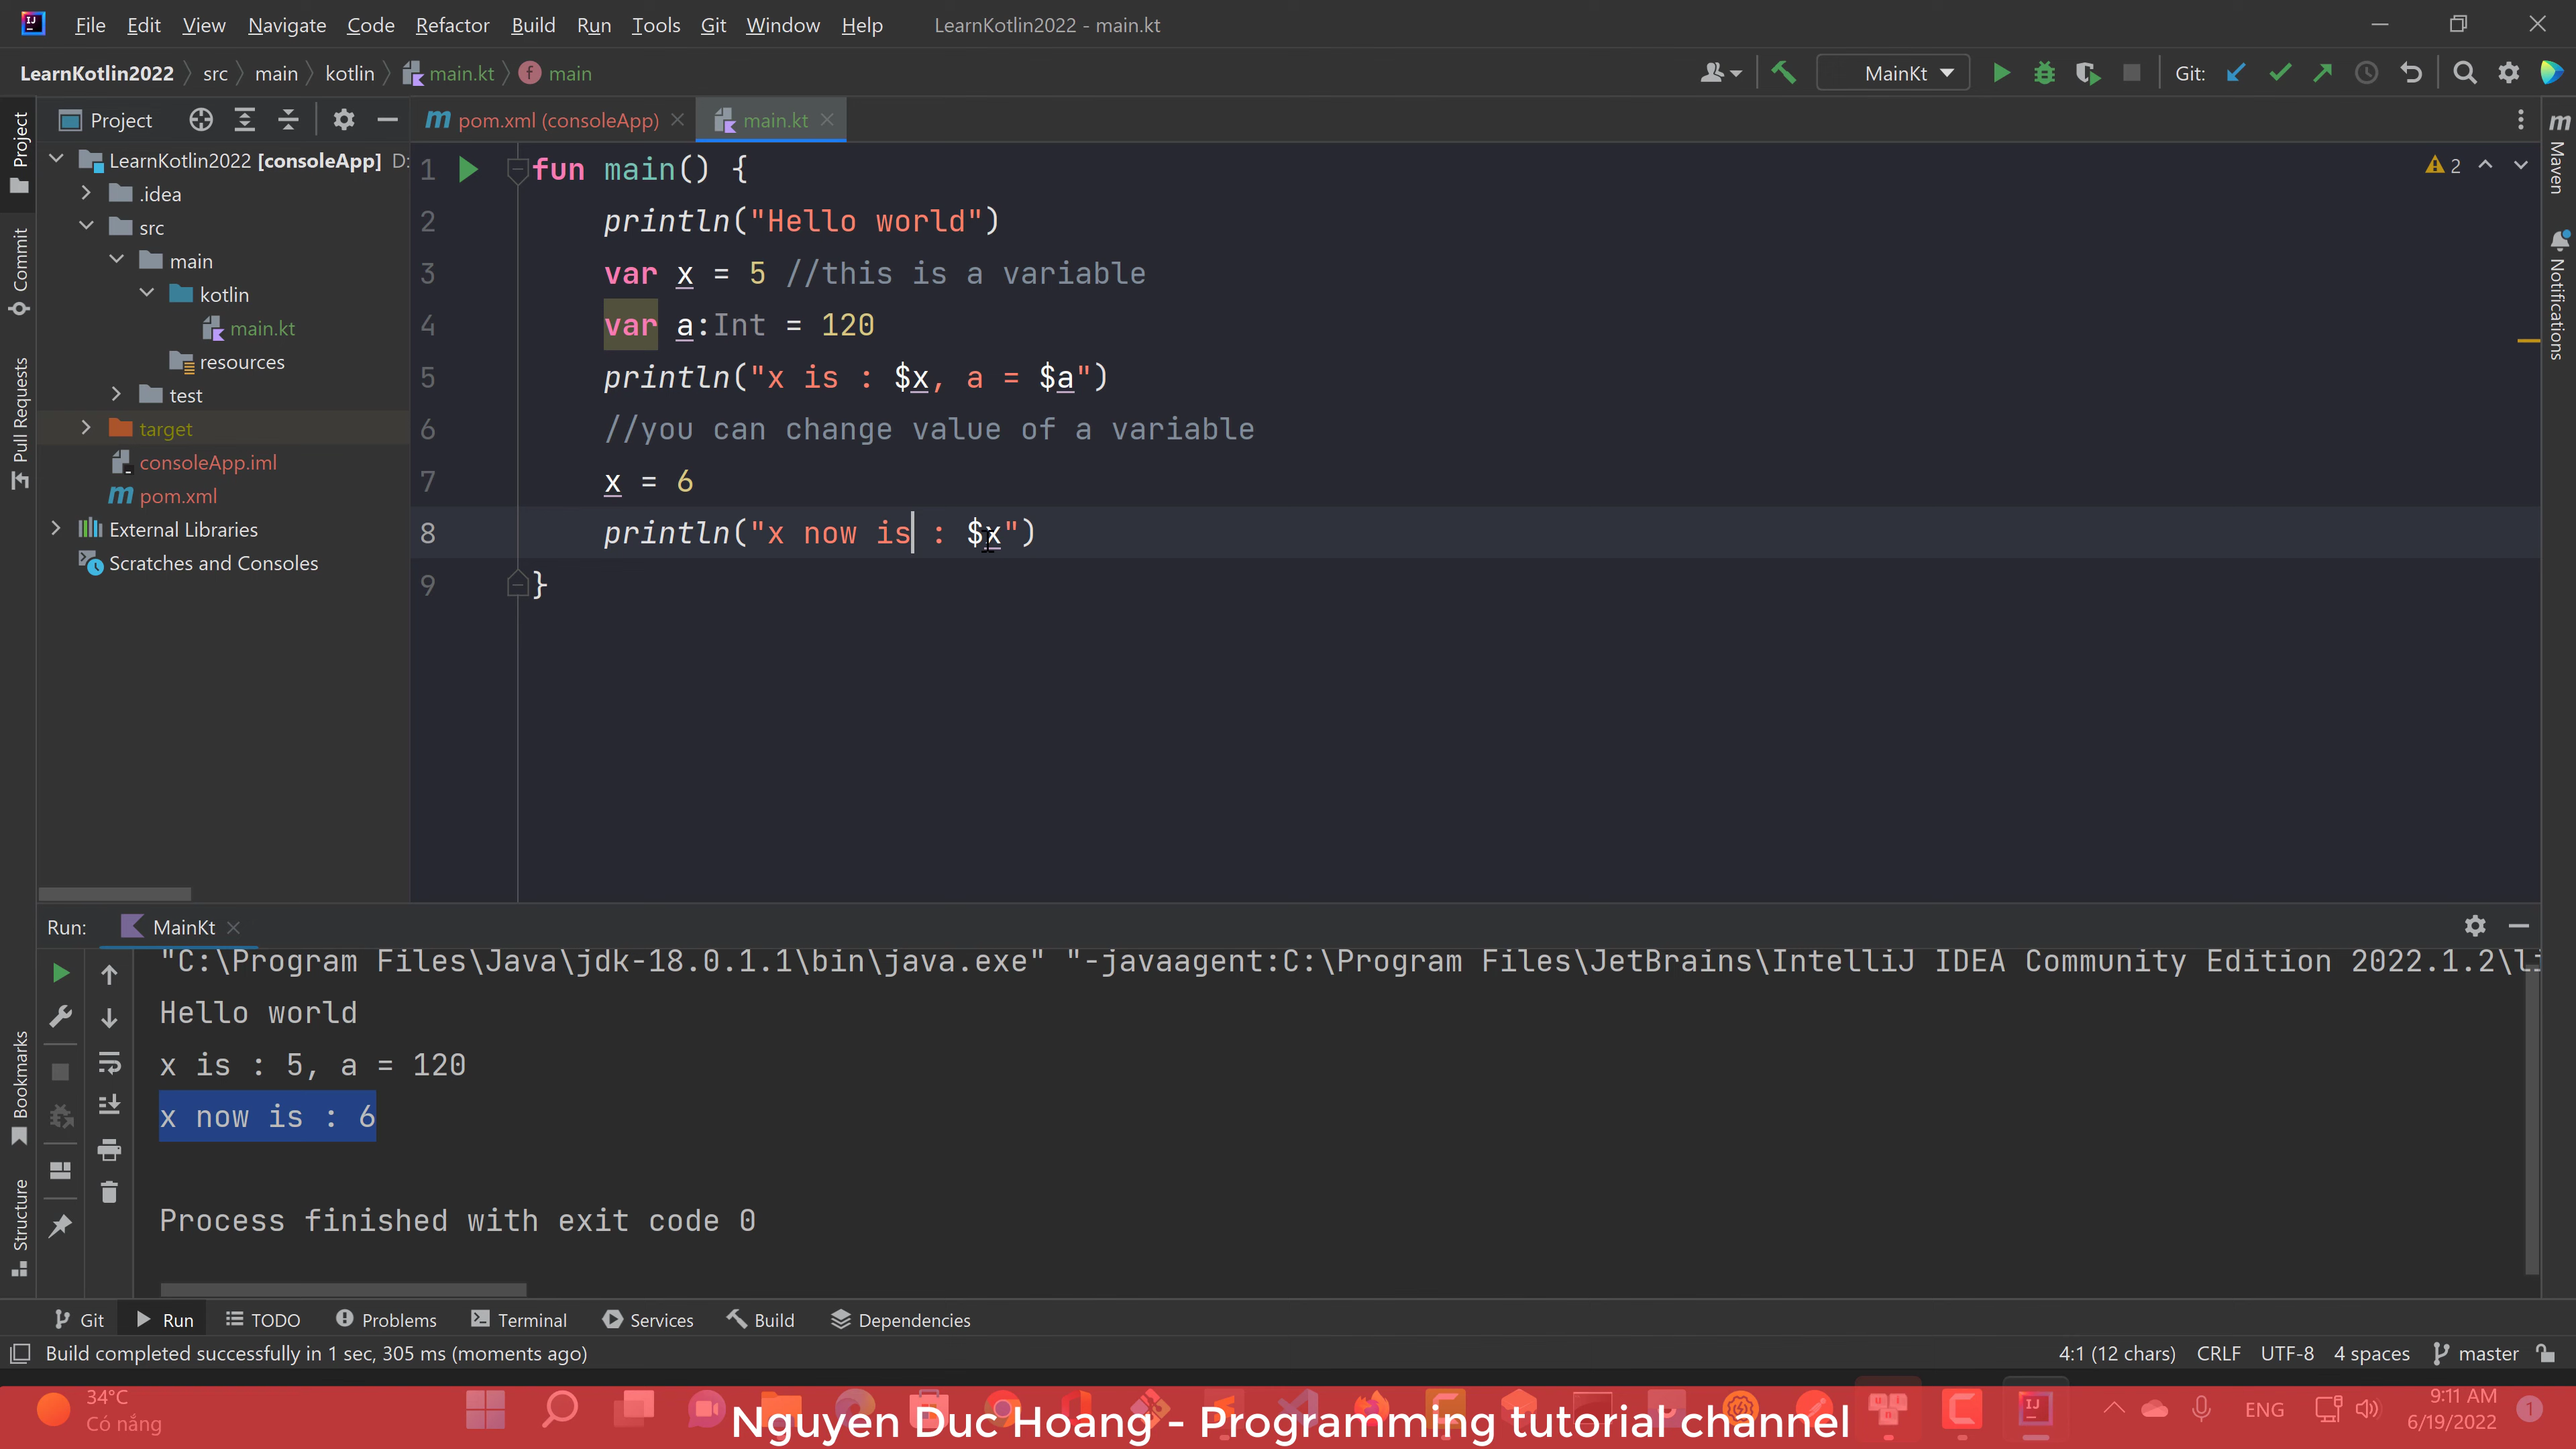 File Edit View Navigate Code Refactor Build Run Tools Git Window Help LearnKotlin2022 - main.kt
LearnKotlin2022 src main kotlin main.kt main MainKt Git:
Project pom.xml (consoleApp) main.kt
LearnKotlin2022 [consoleApp] D:
.idea
src
main
kotlin
main.kt
resources
test
target
consoleApp.iml
pom.xml
External Libraries
Scratches and Consoles
Project
Commit
Pull Requests
Bookmarks
Structure
Maven
Notifications
2
1 fun main() {
2 println("Hello world")
3 var x = 5 //this is a variable
4 var a:Int = 120
5 println("x is : $x, a = $a")
6 //you can change value of a variable
7 x = 6
8 println("x now is : $x")
9 }
Run: MainKt
"C:\Program Files\Java\jdk-18.0.1.1\bin\java.exe" "-javaagent:C:\Program Files\JetBrains\IntelliJ IDEA Community Edition 2022.1.2\li
Hello world
x is : 5, a = 120
x now is : 6
Process finished with exit code 0
Git Run TODO Problems Terminal Services Build Dependencies
Build completed successfully in 1 sec, 305 ms (moments ago) 4:1 (12 chars) CRLF UTF-8 4 spaces master
34°C
Có nắng
Nguyen Duc Hoang - Programming tutorial channel
ENG
9:11 AM
6/19/2022
1